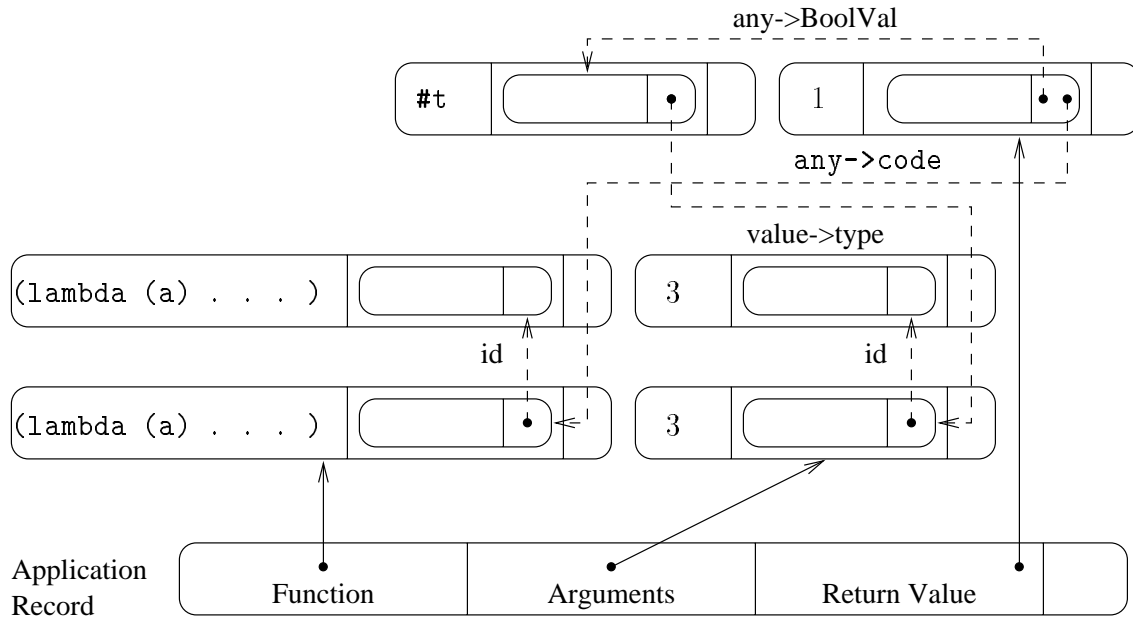 any->BoolVal
#t 1
any->code
value->type
(lambda (a) . . . ) 3
id id
(lambda (a) . . . ) 3
Application
Record
Function Arguments Return Value